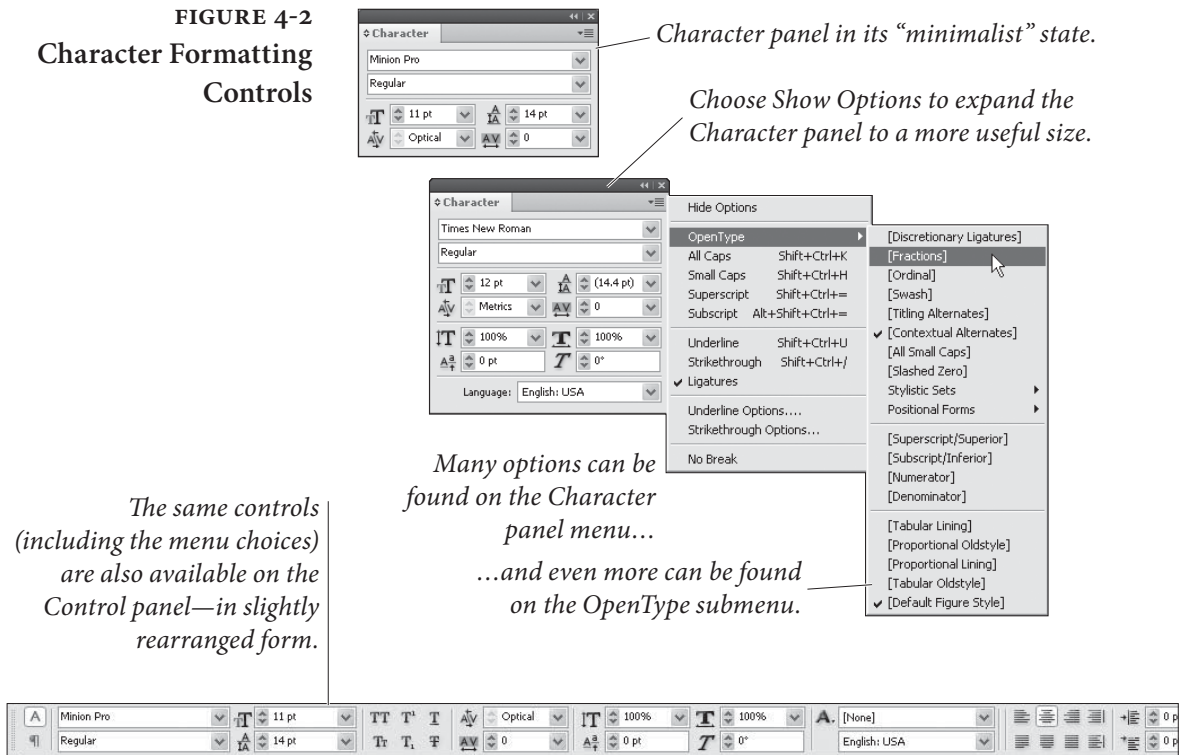 FIGURE 4-2
Character Formatting
Controls
Character
Minion Pro
Regular
11 pt
14 pt
Optical
0
Character panel in its “minimalist” state.
Choose Show Options to expand the
Character panel to a more useful size.
Character
Times New Roman
Regular
12 pt
(14.4 pt)
Metrics
0
100%
100%
0 pt
0°
Language: English: USA
Hide Options
OpenType
All Caps Shift+Ctrl+K
Small Caps Shift+Ctrl+H
Superscript Shift+Ctrl+=
Subscript Alt+Shift+Ctrl+=
Underline Shift+Ctrl+U
Strikethrough Shift+Ctrl+/
Ligatures
Underline Options....
Strikethrough Options...
No Break
[Discretionary Ligatures]
[Fractions]
[Ordinal]
[Swash]
[Titling Alternates]
[Contextual Alternates]
[All Small Caps]
[Slashed Zero]
Stylistic Sets
Positional Forms
[Superscript/Superior]
[Subscript/Inferior]
[Numerator]
[Denominator]
[Tabular Lining]
[Proportional Oldstyle]
[Proportional Lining]
[Tabular Oldstyle]
[Default Figure Style]
Many options can be
found on the Character
panel menu…
…and even more can be found
on the OpenType submenu.
The same controls
(including the menu choices)
are also available on the
Control panel—in slightly
rearranged form.
Minion Pro 11 pt Optical 100% 100% [None] 0 p
Regular 14 pt 0 0 pt 0° English: USA 0 p